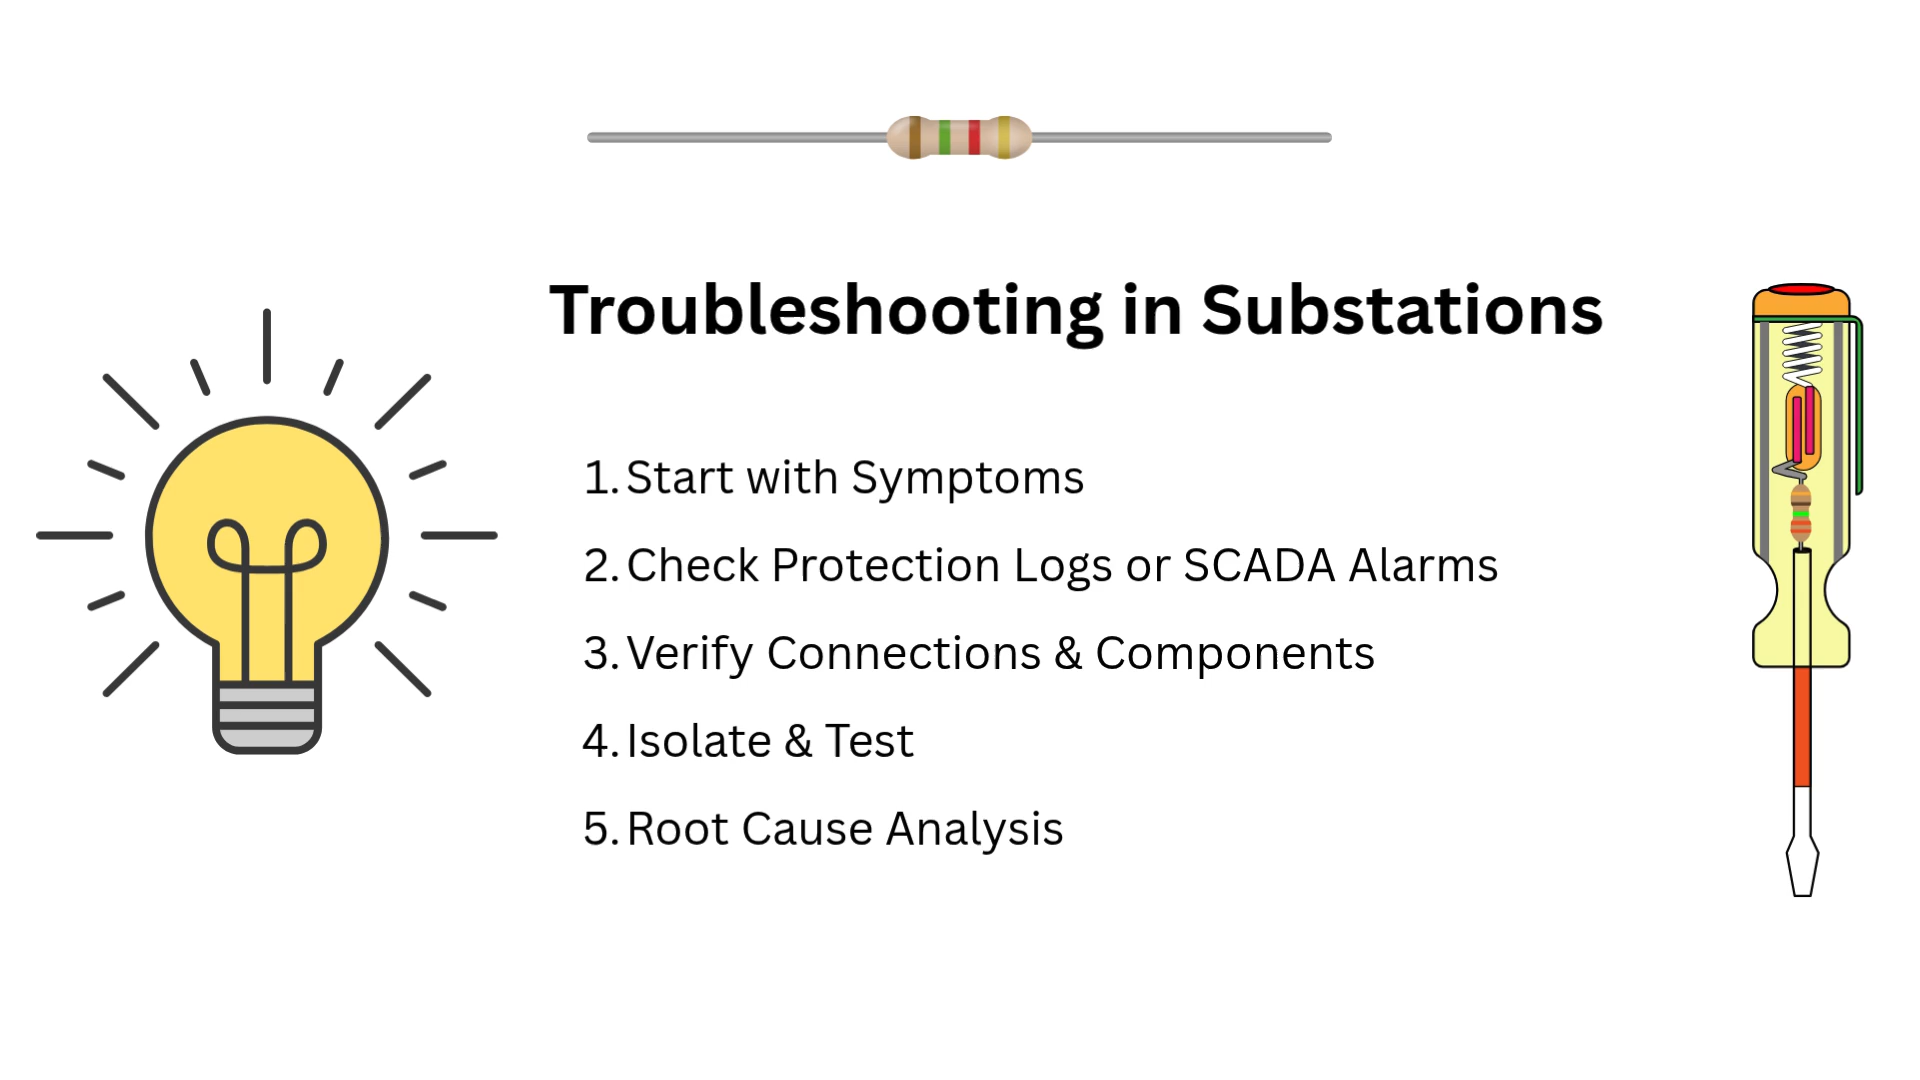 Troubleshooting in Substations
1. Start with Symptoms
2. Check Protection Logs or SCADA Alarms
3. Verify Connections & Components
4. Isolate & Test
5. Root Cause Analysis